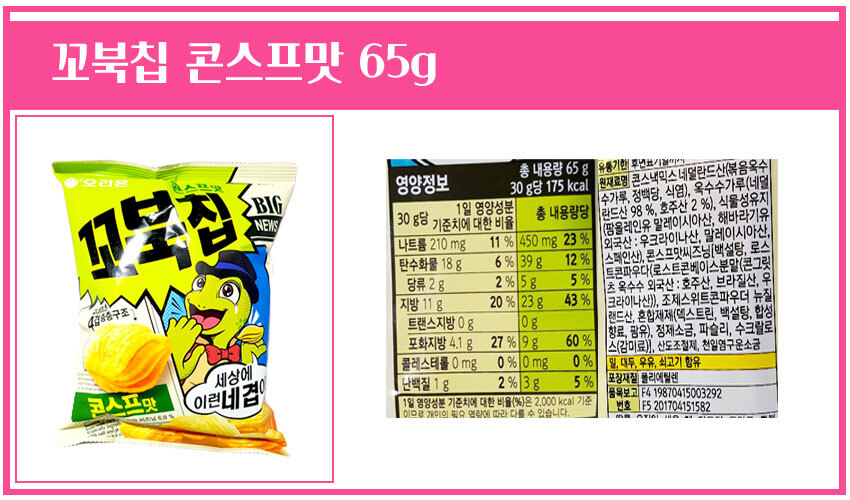 꼬북칩 콘스프맛 65g
오리온
콘스프맛
꼬북칩
BIG
NEWS
4겹층층구조
세상에
이런 네겹이
콘스프맛
영양정보
총 내용량 65 g
30 g당 175 kcal
30 g당 1일 영양성분 기준치에 대한 비율 총 내용량당
나트륨 210 mg 11 % 450 mg 23 %
탄수화물 18 g 6 % 39 g 12 %
당류 2 g 2 % 5 g 5 %
지방 11 g 20 % 23 g 43 %
트랜스지방 0 g 0 g
포화지방 4.1 g 27 % 9 g 60 %
콜레스테롤 0 mg 0 % 0 mg 0 %
단백질 1 g 2 % 3 g 5 %
1일 영양성분 기준치에 대한 비율(%)은 2,000 kcal 기준
이므로 개인의 필요 열량에 따라 다를 수 있습니다.
유통기한 후면표기일까지
원재료명 콘스낵믹스 네덜란드산(볶음옥수
수가루, 정백당, 식염), 옥수수가루(네덜
란드산 98 %, 호주산 2 %), 식물성유지
(팜올레인유 말레이시아산, 해바라기유
외국산 : 우크라이나산, 말레이시아산,
스페인산), 콘스프맛시즈닝[백설탕, 로스
트콘파우다(로스트콘베이스분말(콘그릿
츠 옥수수 외국산 : 호주산, 브라질산, 우
크라이나산)), 조제스위트콘파우더 뉴질
랜드산, 혼합제제(덱스트린, 백설탕, 합성
향료, 팜유), 정제소금, 파슬리, 수크랄로
스(감미료)], 산도조절제, 천일염구운소금
밀, 대두, 우유, 쇠고기 함유
포장재질 폴리에틸렌
품목보고 F4 19870415003292
번호 F5 201704151582